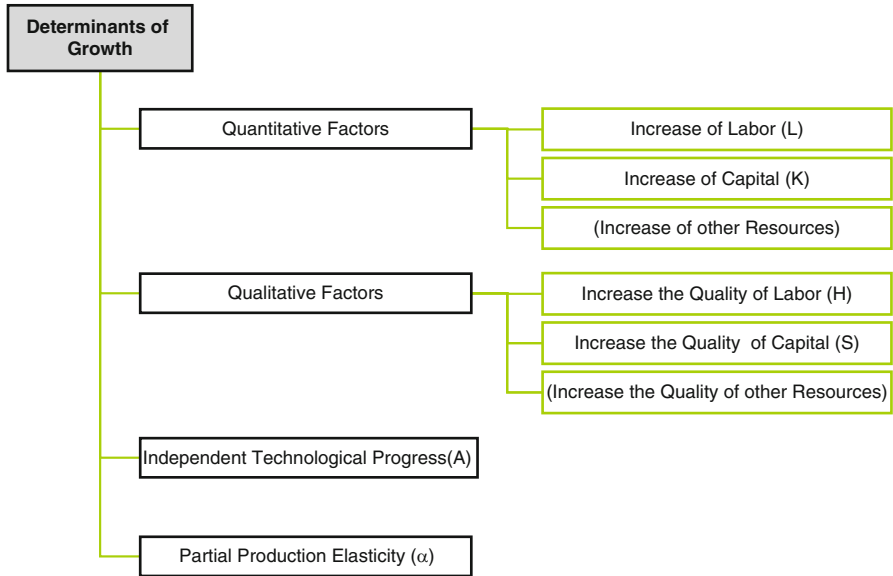 Determinants of
Growth
Quantitative Factors
Increase of Labor (L)
Increase of Capital (K)
(Increase of other Resources)
Qualitative Factors
Increase the Quality of Labor (H)
Increase the Quality of Capital (S)
(Increase the Quality of other Resources)
Independent Technological Progress(A)
Partial Production Elasticity (α)